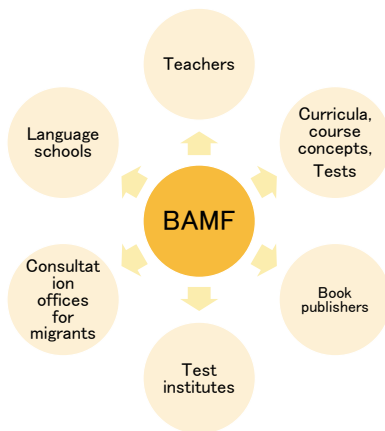 Teachers
Curricula,
course
concepts,
Tests
Language
schools
BAMF
Consultat
ion
offices
for
migrants
Book
publishers
Test
institutes